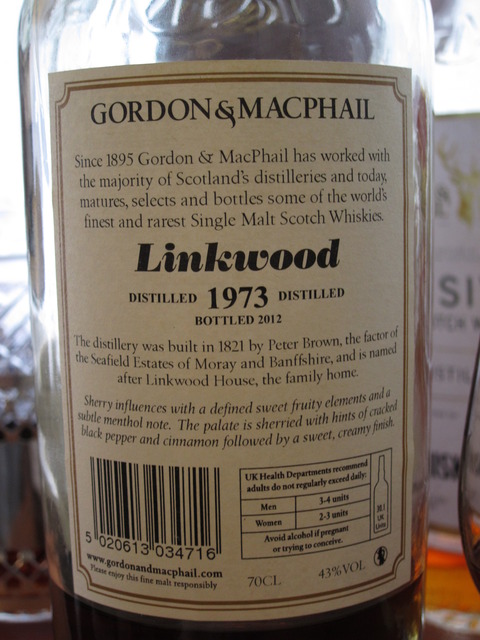 GORDON&MACPHAIL
Since 1895 Gordon & MacPhail has worked with
the majority of Scotland's distilleries and today,
matures, selects and bottles some of the world's
finest and rarest Single Malt Scotch Whiskies.
Linkwood
DISTILLED 1973 DISTILLED
BOTTLED 2012
The distillery was built in 1821 by Peter Brown, the factor of
the Seafield Estates of Moray and Banffshire, and is named
after Linkwood House, the family home.
Sherry influences with a defined sweet fruity elements and a
subtle menthol note. The palate is sherried with hints of cracked
black pepper and cinnamon followed by a sweet, creamy finish.
5 020613 034716
www.gordonandmacphail.com
Please enjoy this fine malt responsibly
UK Health Departments recommend
adults do not regularly exceed daily:
Men 3-4 units
Women 2-3 units
Avoid alcohol if pregnant
or trying to conceive.
UK
Units
70CL 43%VOL
SI